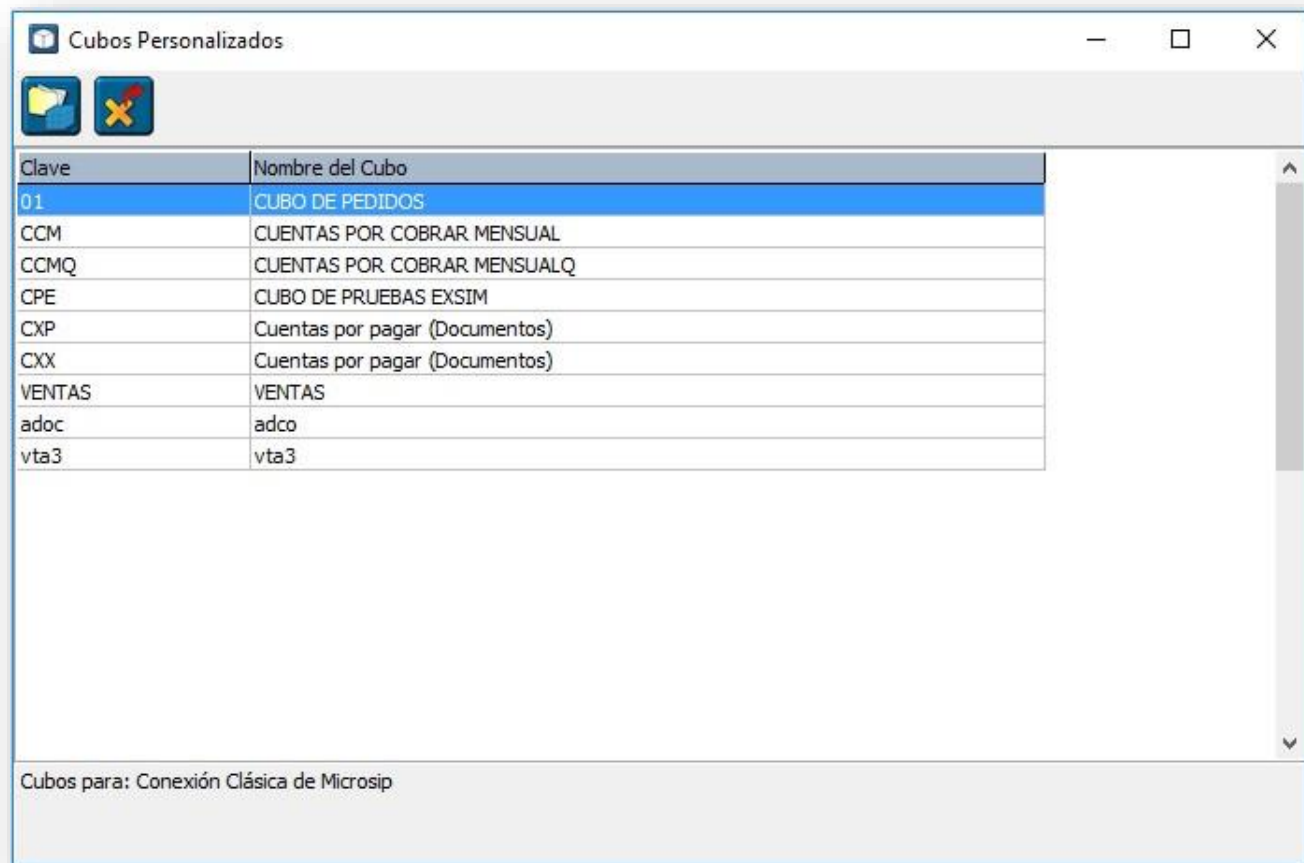 Cubos Personalizados
Clave Nombre del Cubo
01 CUBO DE PEDIDOS
CCM CUENTAS POR COBRAR MENSUAL
CCMQ CUENTAS POR COBRAR MENSUALQ
CPE CUBO DE PRUEBAS EXSIM
CXP Cuentas por pagar (Documentos)
CXX Cuentas por pagar (Documentos)
VENTAS VENTAS
adoc adco
vta3 vta3
Cubos para: Conexión Clásica de Microsip